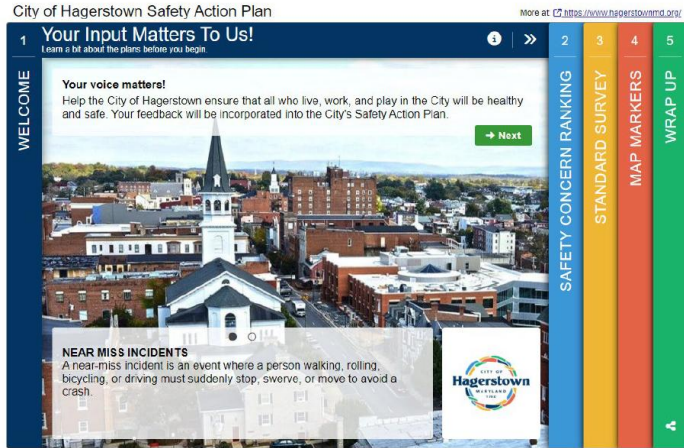 City of Hagerstown Safety Action Plan
More at https://www.hagerstownmd.org/
1
Your Input Matters To Us!
Learn a bit about the plans before you begin.
WELCOME
Your voice matters!
Help the City of Hagerstown ensure that all who live, work, and play in the City will be healthy
and safe. Your feedback will be incorporated into the City's Safety Action Plan.
Next
NEAR MISS INCIDENTS
A near-miss incident is an event where a person walking, rolling,
bicycling, or driving must suddenly stop, swerve, or move to avoid a
crash.
CITY OF
Hagerstown
MARYLAND
2
SAFETY CONCERN RANKING
3
STANDARD SURVEY
4
MAP MARKERS
5
WRAP UP